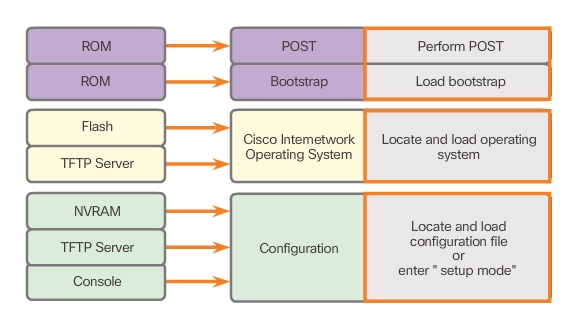 ROM
POST
Perform POST
ROM
Bootstrap
Load bootstrap
Flash
TFTP Server
Cisco Internetwork
Operating System
Locate and load operating
system
NVRAM
TFTP Server
Console
Configuration
Locate and load
configuration file
or
enter " setup mode"